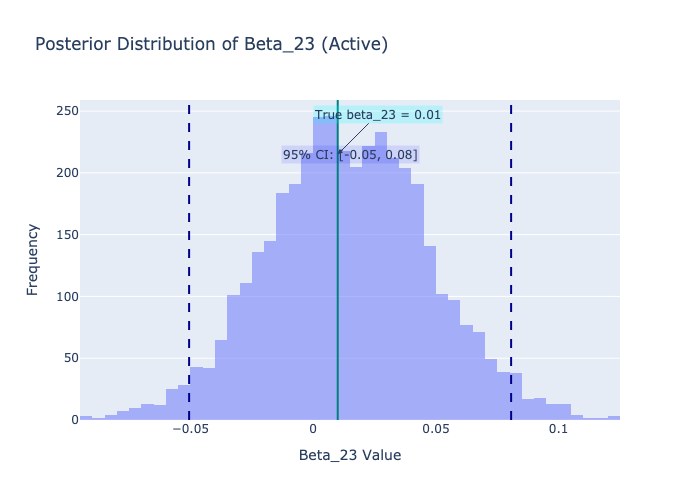 Posterior Distribution of Beta_23 (Active)
250
True beta_23 = 0.01
95% CI: [-0.05, 0.08]
200
150
Frequency
100
50
0
−0.05
0
0.05
0.1
Beta_23 Value